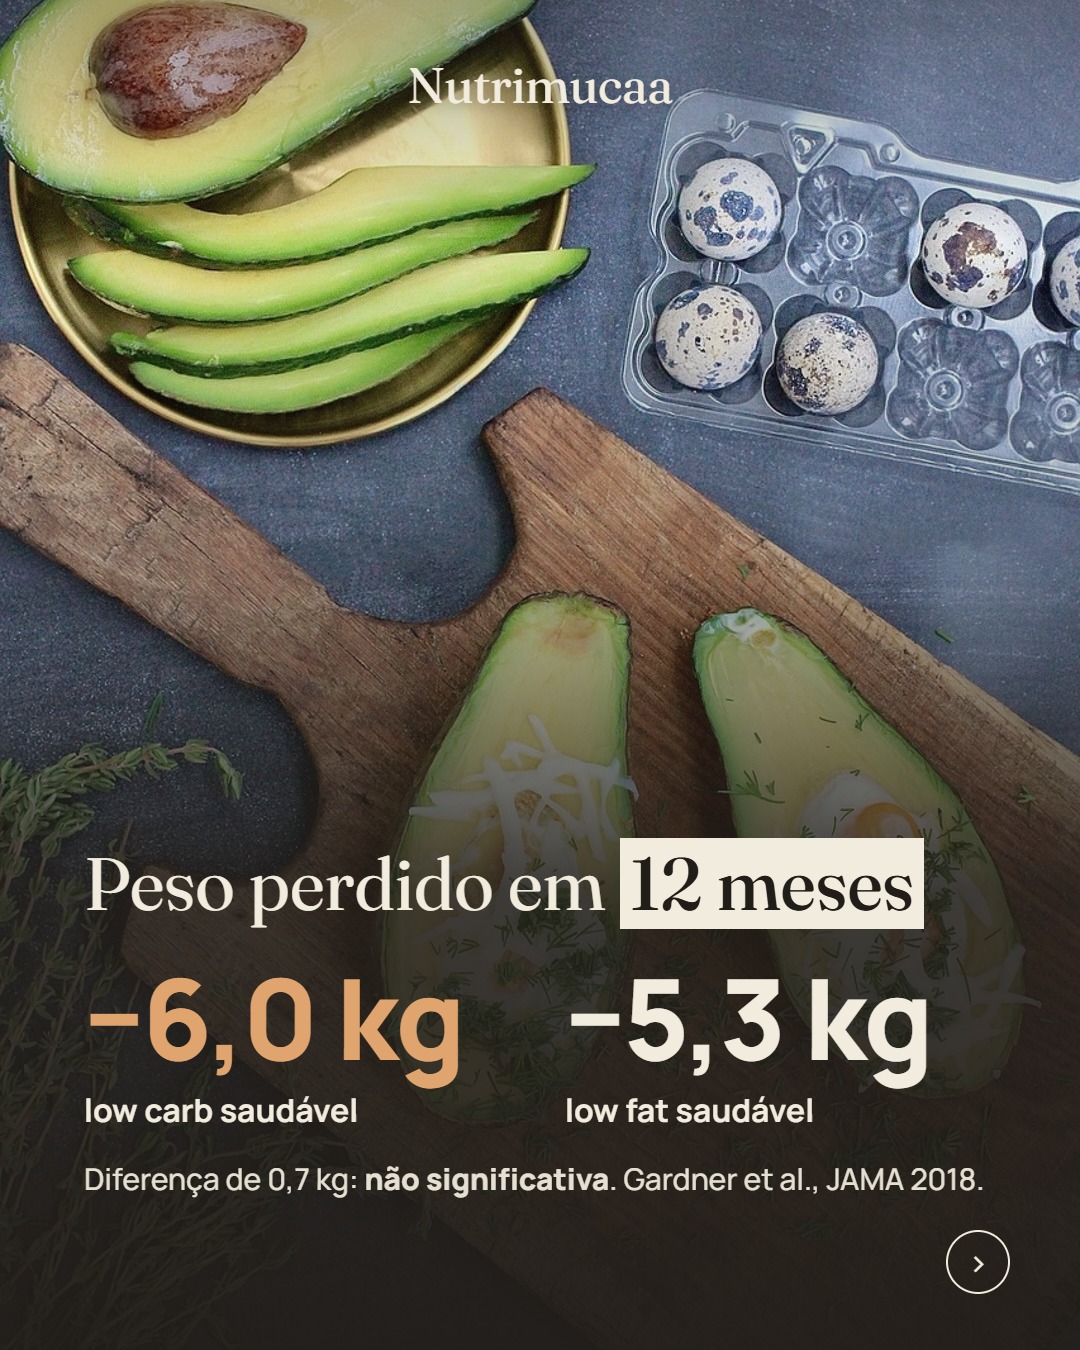 Nutrimucaa
Peso perdido em 12 meses
−6,0 kg
low carb saudável
−5,3 kg
low fat saudável
Diferença de 0,7 kg: não significativa. Gardner et al., JAMA 2018.